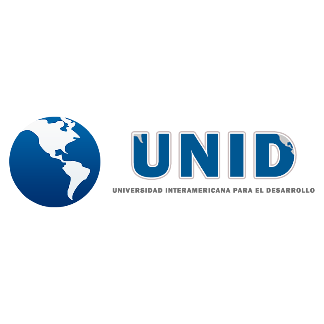 UNID
UNIVERSIDAD INTERAMERICANA PARA EL DESARROLLO